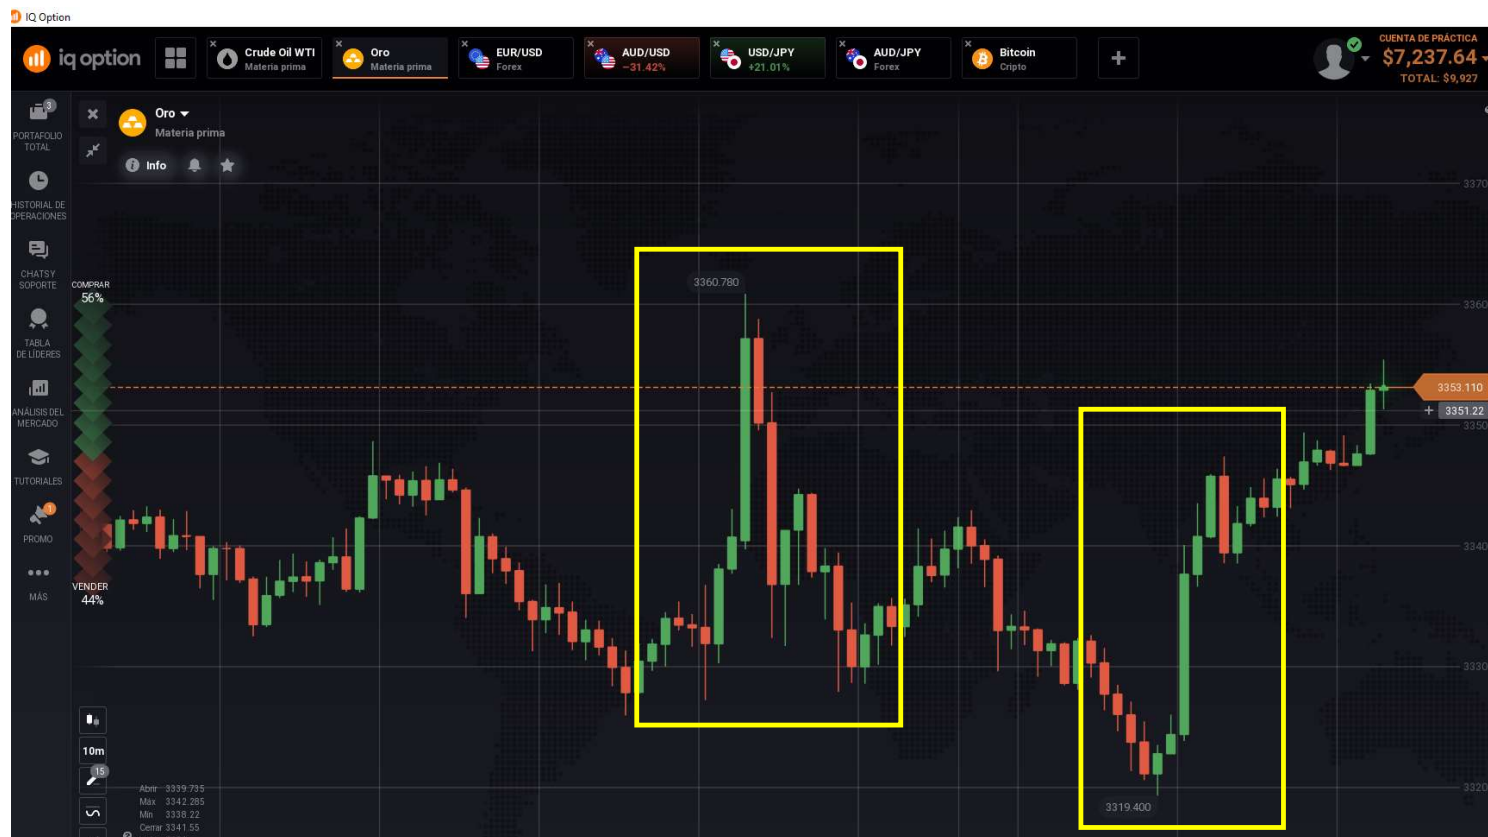 IQ Option
iq option
Crude Oil WTI
Materia prima
Oro
Materia prima
EUR/USD
Forex
AUD/USD
−31.42%
USD/JPY
+21.01%
AUD/JPY
Forex
Bitcoin
Cripto
CUENTA DE PRÁCTICA
$7,237.64
TOTAL: $9,927
3
PORTAFOLIO
TOTAL
HISTORIAL DE
OPERACIONES
CHATS Y
SOPORTE
TABLA
DE LÍDERES
ANÁLISIS DEL
MERCADO
TUTORIALES
1
PROMO
MÁS
Oro
Materia prima
Info
COMPRAR
56%
VENDER
44%
3360.780
3319.400
3370
3360
3353.110
3351.22
3350
3340
3330
3320
10m
15
Abrir 3339.735
Máx 3342.285
Mín 3338.22
Cerrar 3341.55